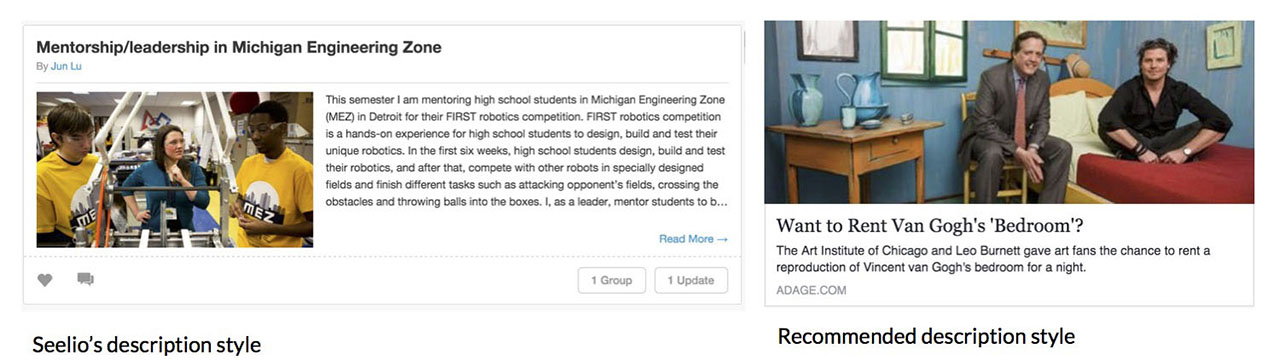 Mentorship/leadership in Michigan Engineering Zone
By Jun Lu
This semester I am mentoring high school students in Michigan Engineering Zone
(MEZ) in Detroit for their FIRST robotics competition. FIRST robotics competition
is a hands-on experience for high school students to design, build and test their
unique robotics. In the first six weeks, high school students design, build and test
their robotics, and after that, compete with other robots in specially designed
fields and finish different tasks such as attacking opponent's fields, crossing the
obstacles and throwing balls into the boxes. I, as a leader, mentor students to b...
MEZ
MEZ
Read More →
1 Group
1 Update
Seelio's description style
Want to Rent Van Gogh's 'Bedroom'?
The Art Institute of Chicago and Leo Burnett gave art fans the chance to rent a
reproduction of Vincent van Gogh's bedroom for a night.
ADAGE.COM
Recommended description style